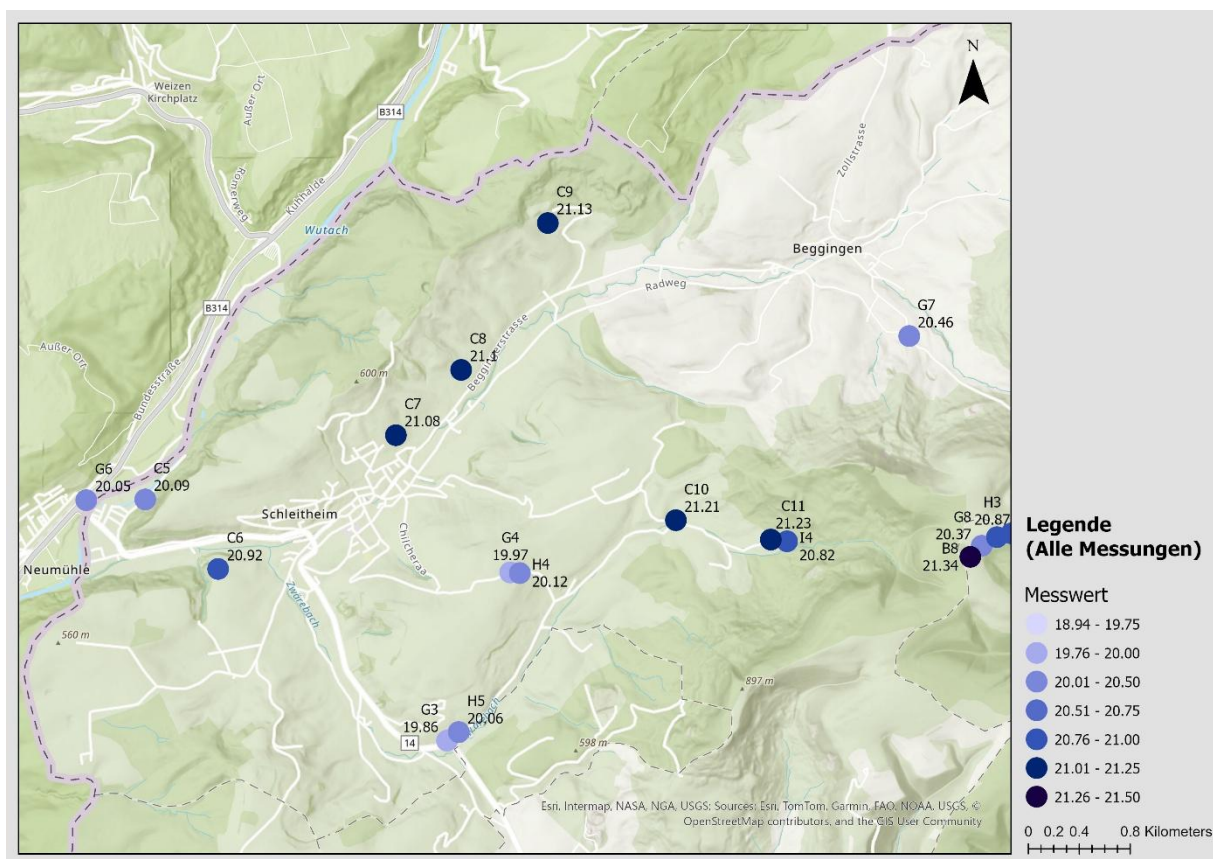 N
Weizen
Kirchplatz
Außer Ort
B314
Römerweg
Kuhhalde
Wutach
Zollstrasse
C9
21.13
Beggingen
Radweg
B314
G7
20.46
Außer Ort
Bundesstraße
C8
21.1
Beggingerstrasse
600 m
C7
21.08
G6
20.05
C5
20.09
Schleitheim
C10
21.21
C11
21.23
I4
20.82
H3
20.87
G8
20.37
B8
21.34
C6
20.92
Neumühle
Chilcheraa
G4
19.97
H4
20.12
Zwärebach
560 m
897 m
G3
19.86
H5
20.06
14
598 m
Esri, Intermap, NASA, NGA, USGS; Sources: Esri, TomTom, Garmin, FAO, NOAA, USGS, ©
OpenStreetMap contributors, and the GIS User Community
Legende
(Alle Messungen)
Messwert
18.94 - 19.75
19.76 - 20.00
20.01 - 20.50
20.51 - 20.75
20.76 - 21.00
21.01 - 21.25
21.26 - 21.50
0 0.2 0.4 0.8 Kilometers